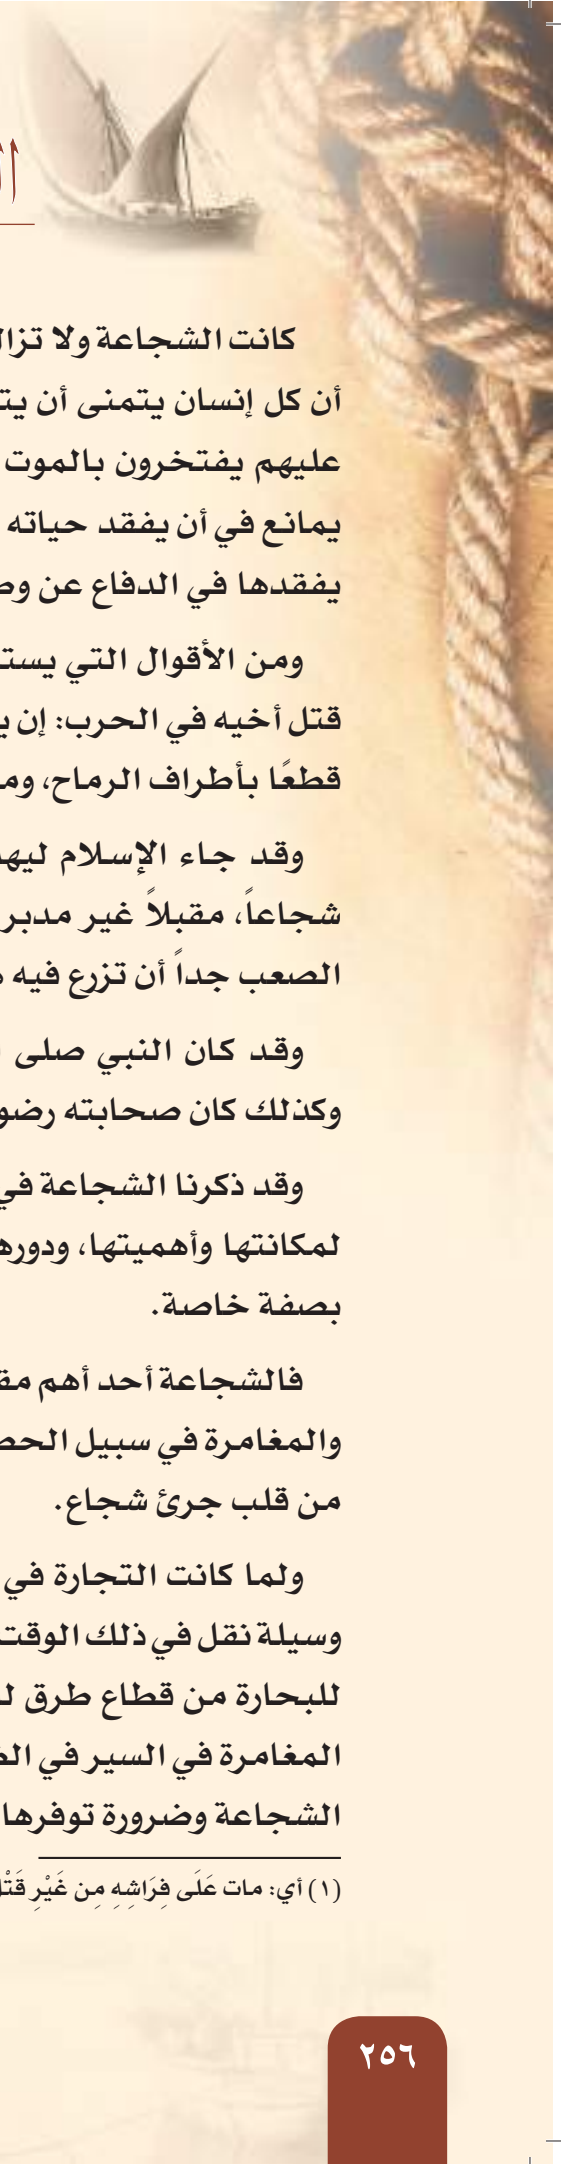 كانت الشجاعة ولا تزال
أن كل إنسان يتمنى أن يت
عليهم يفتخرون بالموت
يمانع في أن يفقد حياته
يفقدها في الدفاع عن وط
ومن الأقوال التي يست
قتل أخيه في الحرب: إن ي
قطعًا بأطراف الرماح، وم
وقد جاء الإسلام ليه
شجاعاً، مقبلاً غير مدبر
الصعب جداً أن تزرع فيه
وقد كان النبي صلى
وكذلك كان صحابته رضو
وقد ذكرنا الشجاعة في
لمكانتها وأهميتها، ودوره
بصفة خاصة.
فالشجاعة أحد أهم مق
والمغامرة في سبيل الحص
من قلب جرئ شجاع.
ولما كانت التجارة في
وسيلة نقل في ذلك الوقت
للبحارة من قطاع طرق ل
المغامرة في السير في
الشجاعة وضرورة توفرها
(١) أي: مات عَلَى فِرَاشِهِ مِن غَيْرِ قَتْل
٢٥٦